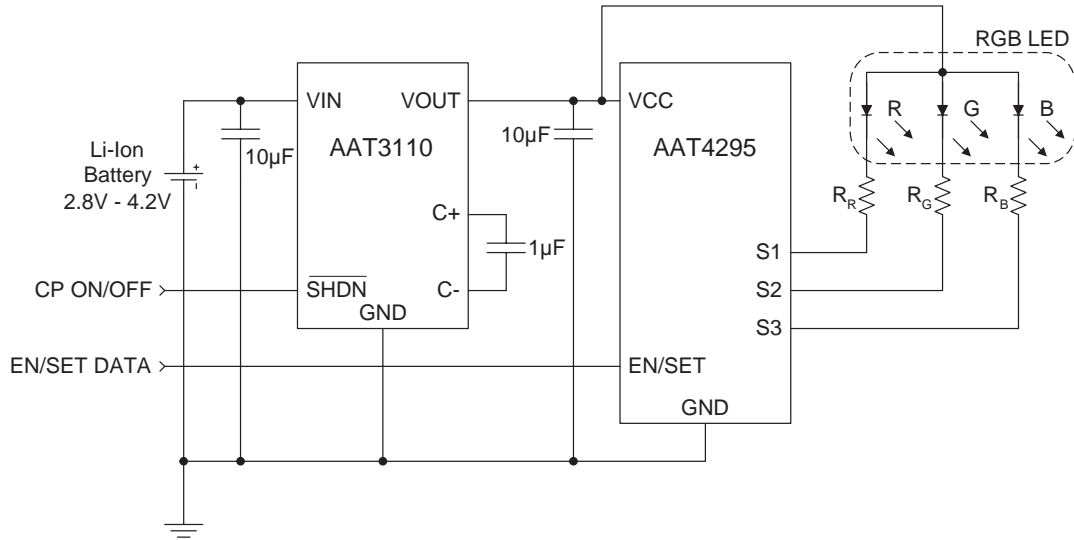 RGB LED
VIN
VOUT
VCC
R
G
B
10µF
AAT3110
10µF
AAT4295
Li-Ion
Battery
2.8V - 4.2V
+
-
R_R
R_G
R_B
C+
1µF
S1
CP ON/OFF
SHDN
C-
S2
GND
S3
EN/SET DATA
EN/SET
GND